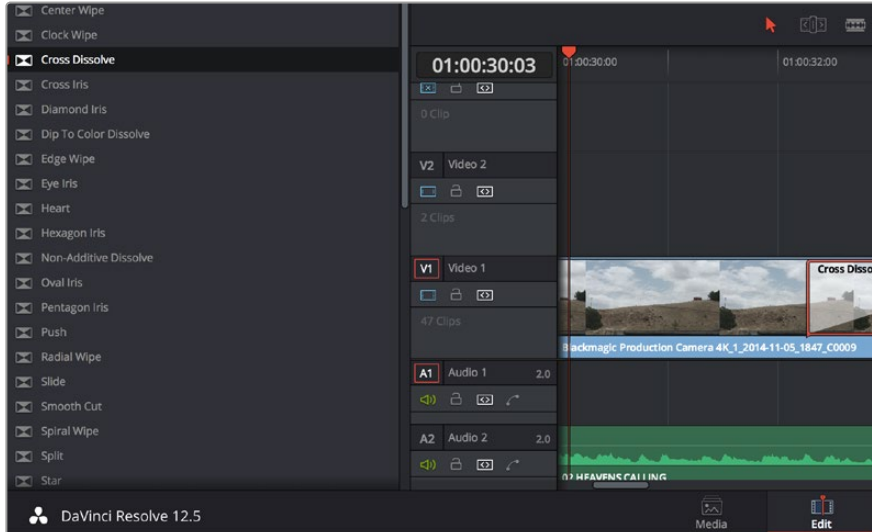 Center Wipe
Clock Wipe
Cross Dissolve
Cross Iris
Diamond Iris
Dip To Color Dissolve
Edge Wipe
Eye Iris
Heart
Hexagon Iris
Non-Additive Dissolve
Oval Iris
Pentagon Iris
Push
Radial Wipe
Slide
Smooth Cut
Spiral Wipe
Split
Star
01:00:30:03
01:00:30:00
01:00:32:00
0 Clip
V2 Video 2
2 Clips
V1 Video 1
47 Clips
Cross Disso
Blackmagic Production Camera 4K_1_2014-11-05_1847_C0009
A1 Audio 1 2.0
A2 Audio 2 2.0
02 HEAVENS CALLING
DaVinci Resolve 12.5
Media
Edit